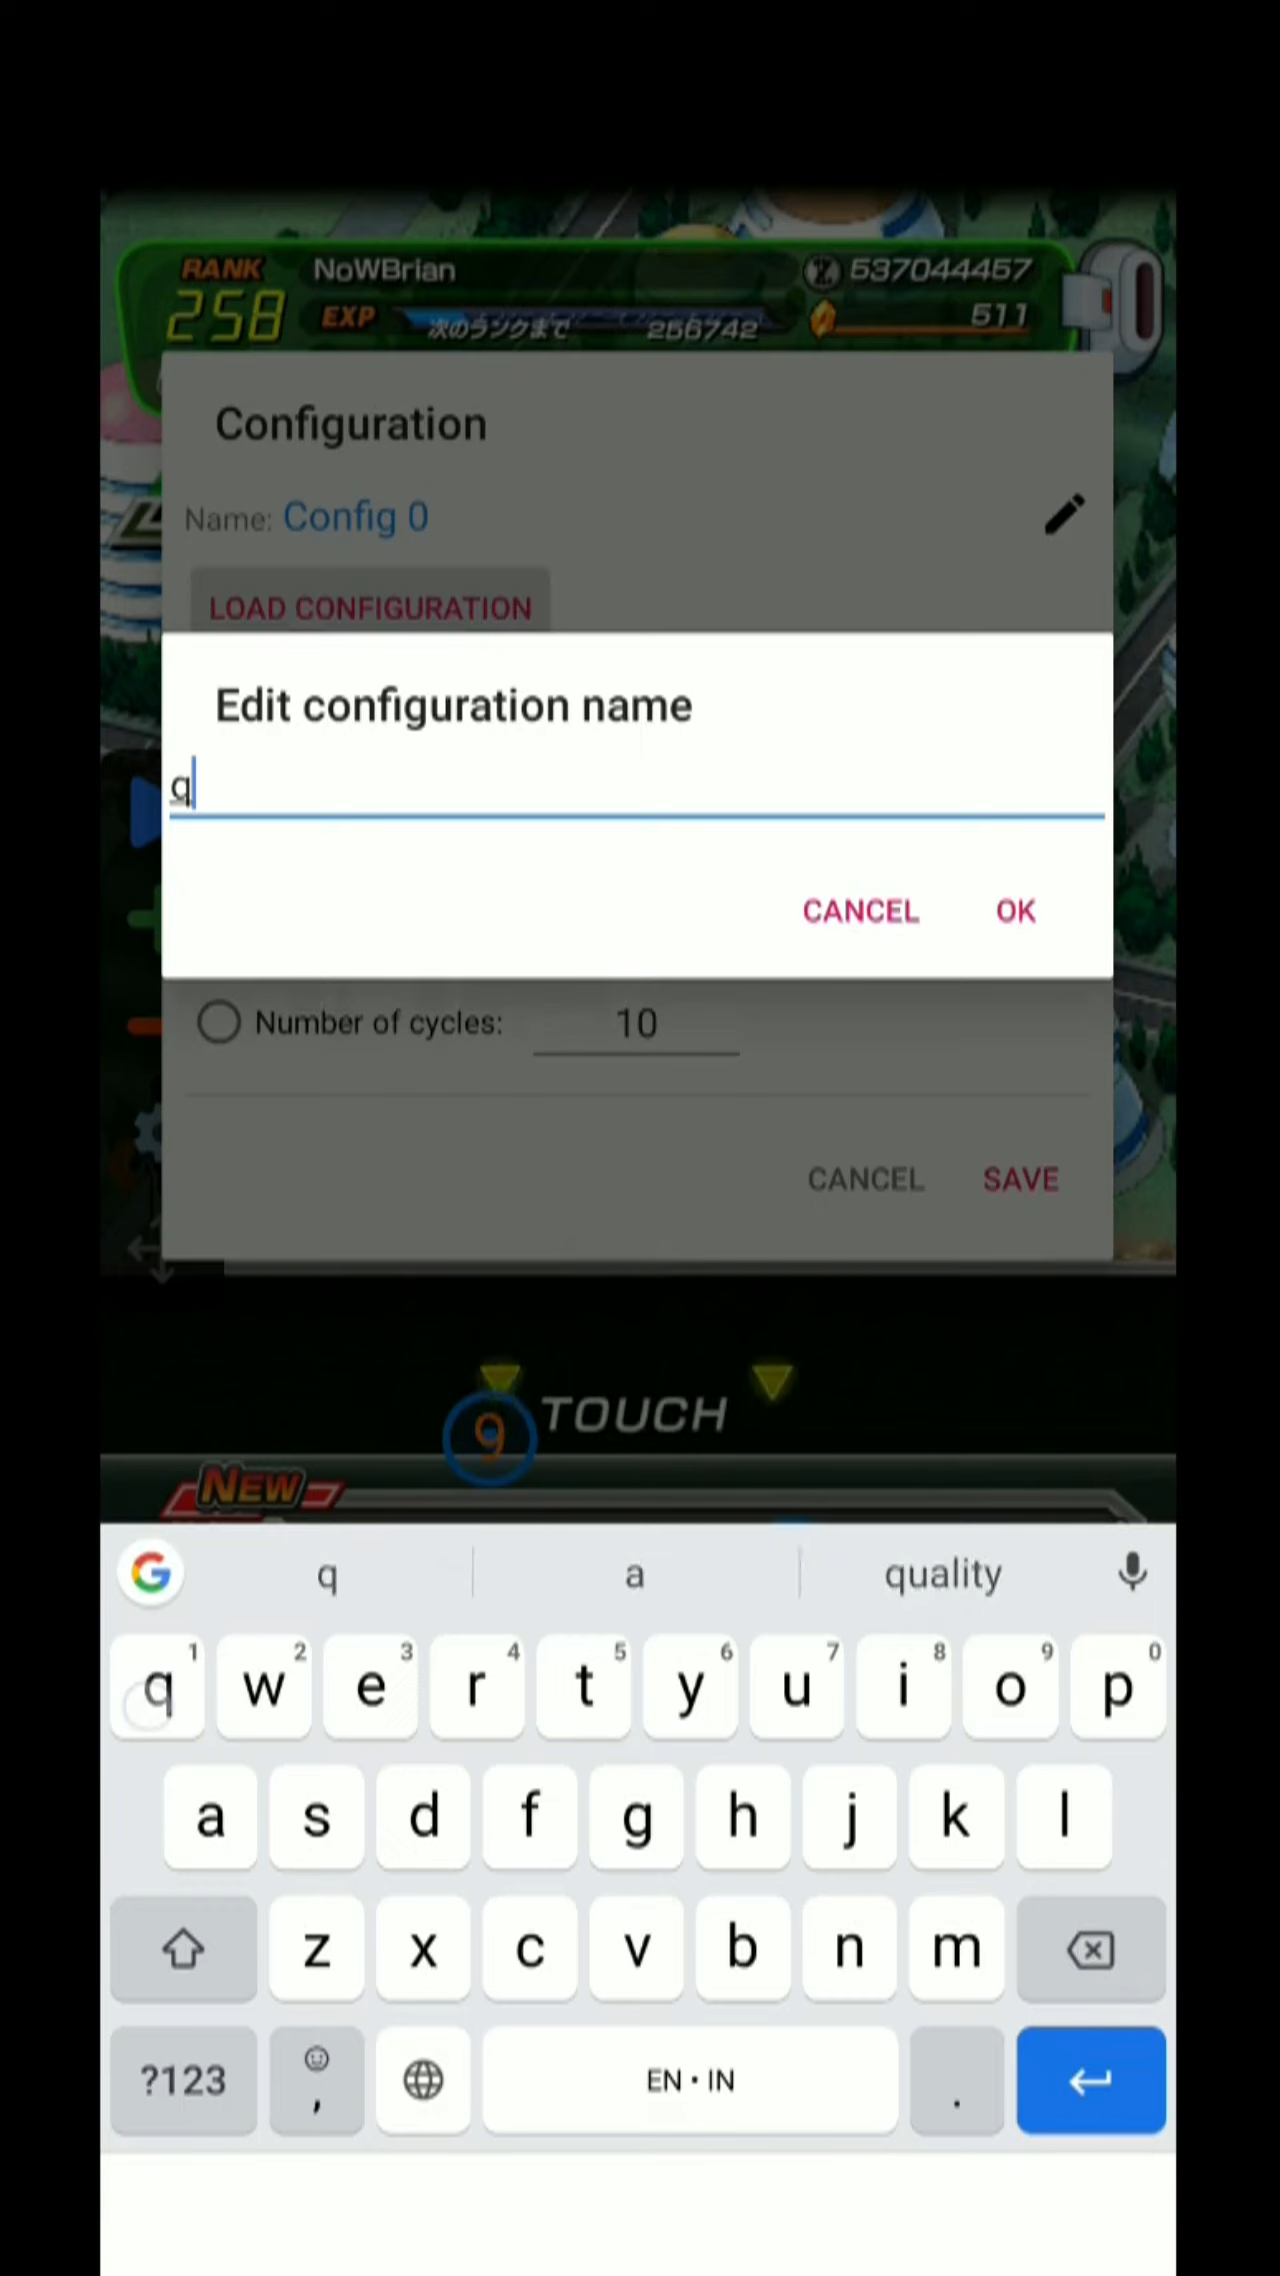 RANK NoWBrian 537044457
258 EXP 次のランクまで 256742 511
Configuration
Name: Config 0
LOAD CONFIGURATION
Edit configuration name
q
CANCEL OK
Number of cycles: 10
CANCEL SAVE
9 TOUCH
NEW
q a quality
q 1 w 2 e 3 r 4 t 5 y 6 u 7 i 8 o 9 p 0
a s d f g h j k l
z x c v b n m
?123 , EN • IN .